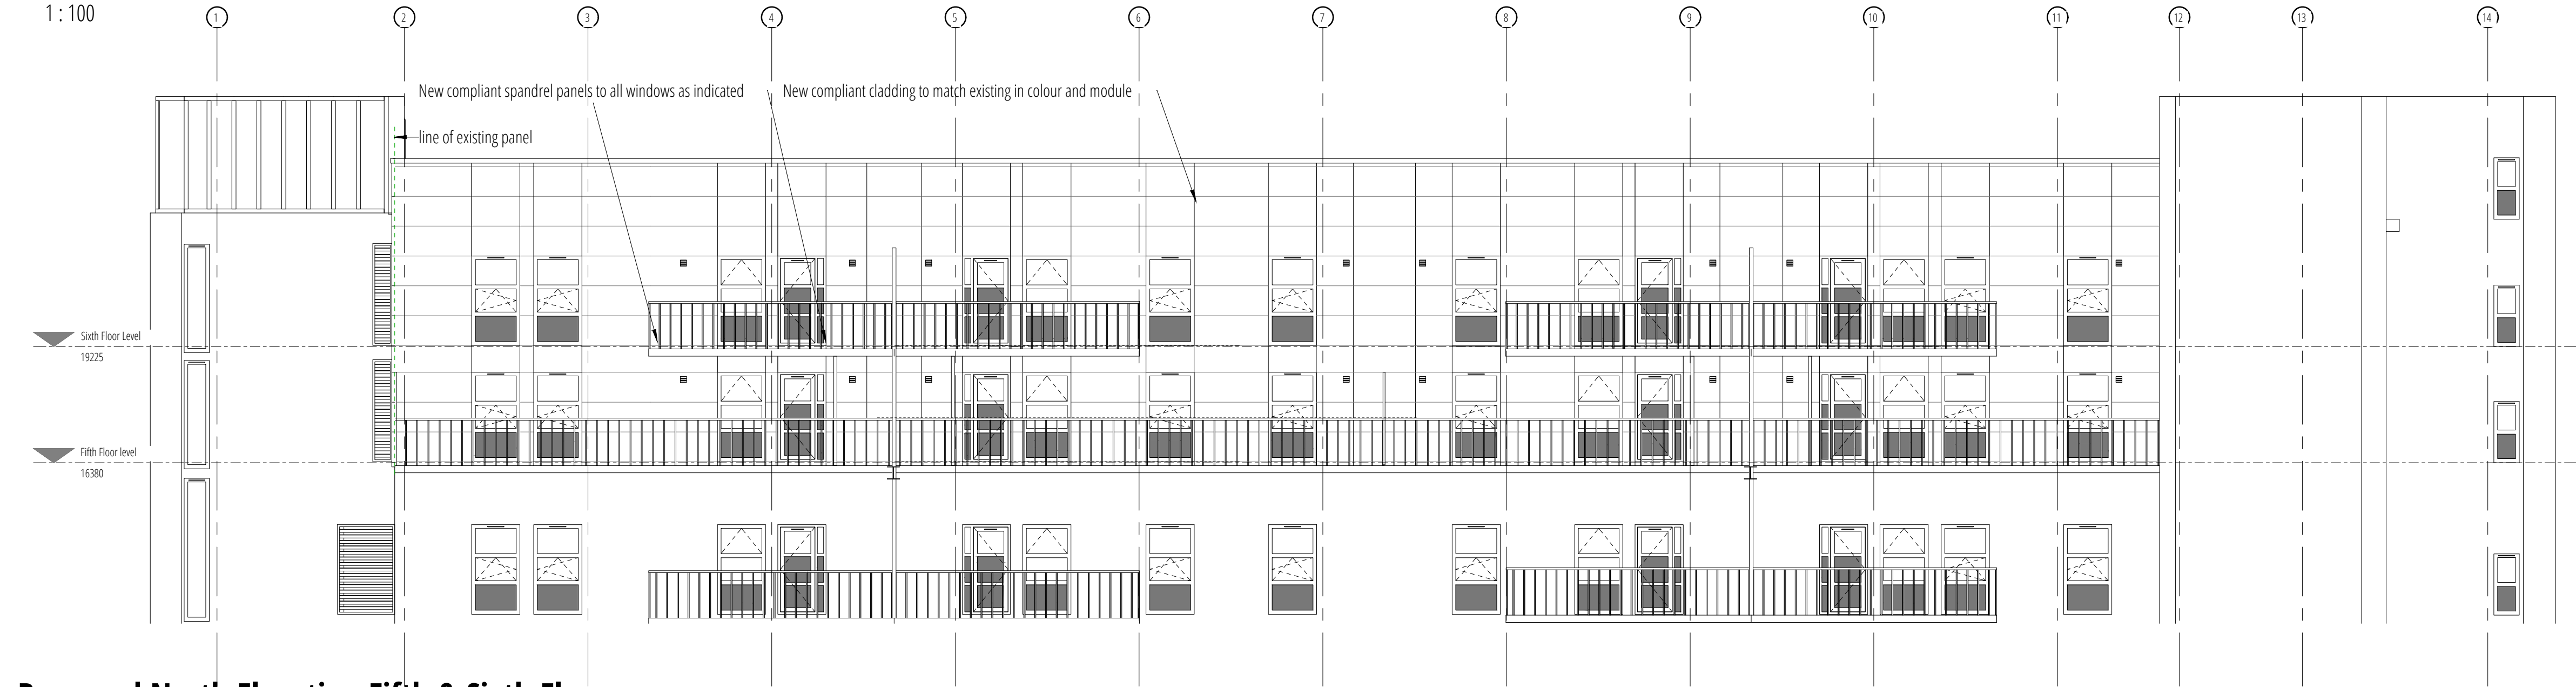 1 : 100
1 2 3 4 5 6 7 8 9 10 11 12 13 14
New compliant spandrel panels to all windows as indicated
New compliant cladding to match existing in colour and module
line of existing panel
Sixth Floor Level
19225
Fifth Floor level
16380